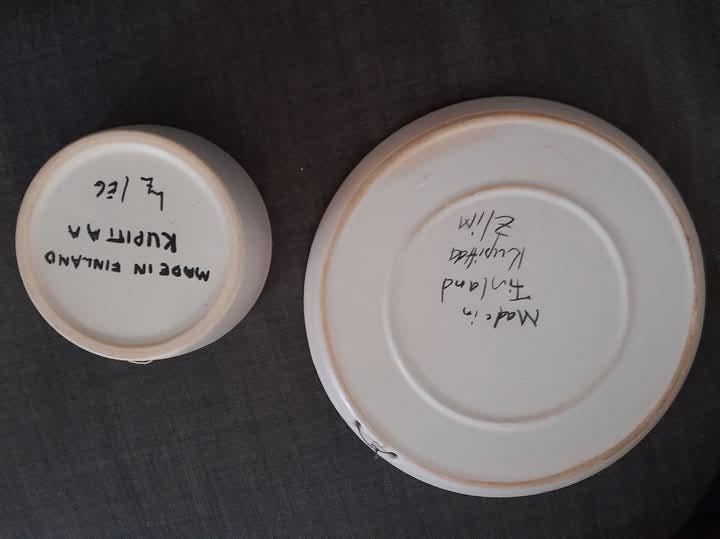 Made in
Finland
Kupittaa
MADE IN FINLAND
KUPITTAA